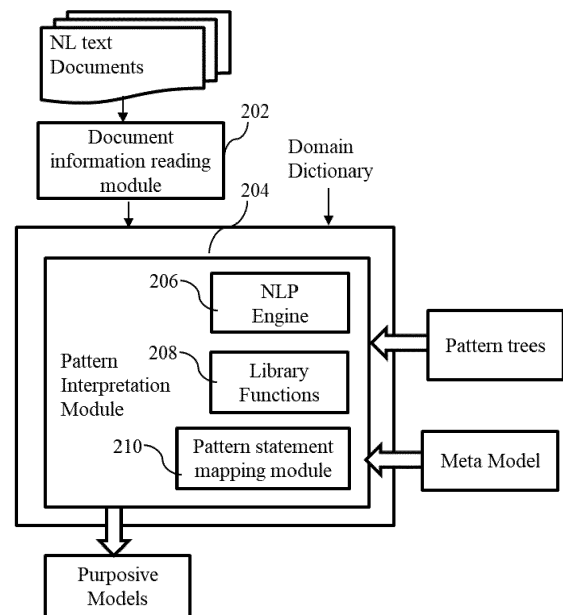 NL text
Documents
202
Document
information reading
module
Domain
Dictionary
204
206
NLP
Engine
Pattern trees
208
Library
Functions
Pattern
Interpretation
Module
210
Pattern statement
mapping module
Meta Model
Purposive
Models